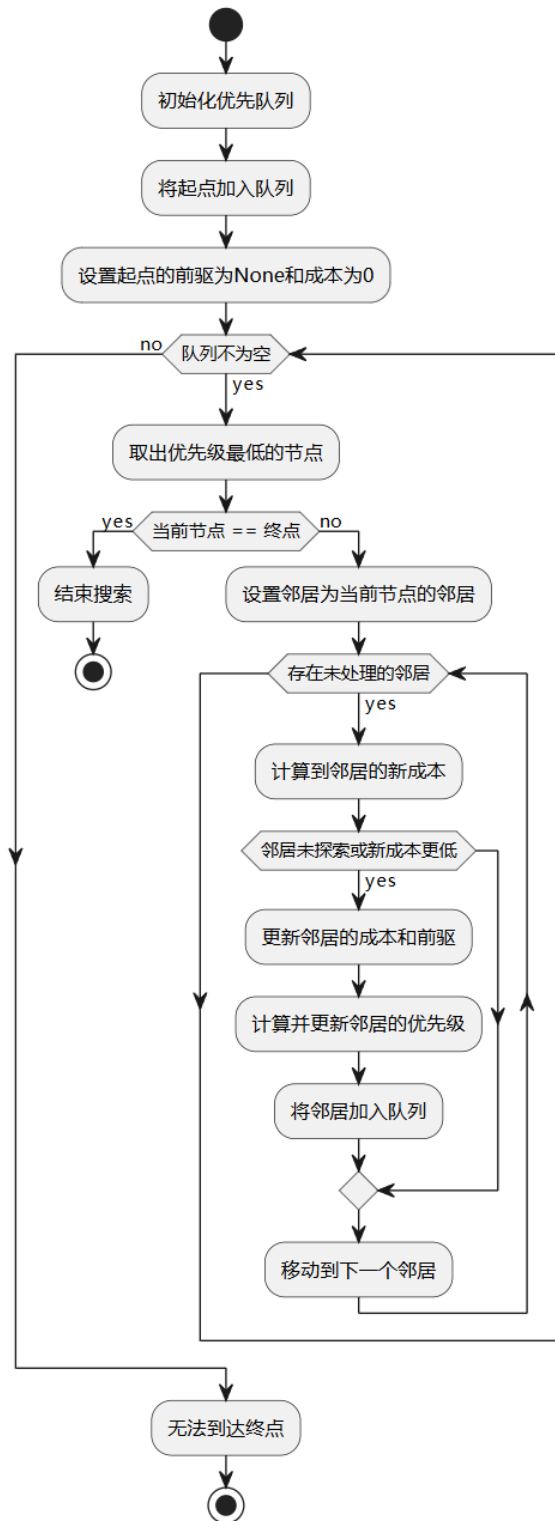 初始化优先队列
将起点加入队列
设置起点的前驱为None和成本为0
no
队列不为空
yes
取出优先级最低的节点
yes
当前节点 == 终点
no
结束搜索
设置邻居为当前节点的邻居
存在未处理的邻居
yes
计算到邻居的新成本
邻居未探索或新成本更低
yes
更新邻居的成本和前驱
计算并更新邻居的优先级
将邻居加入队列
移动到下一个邻居
无法到达终点